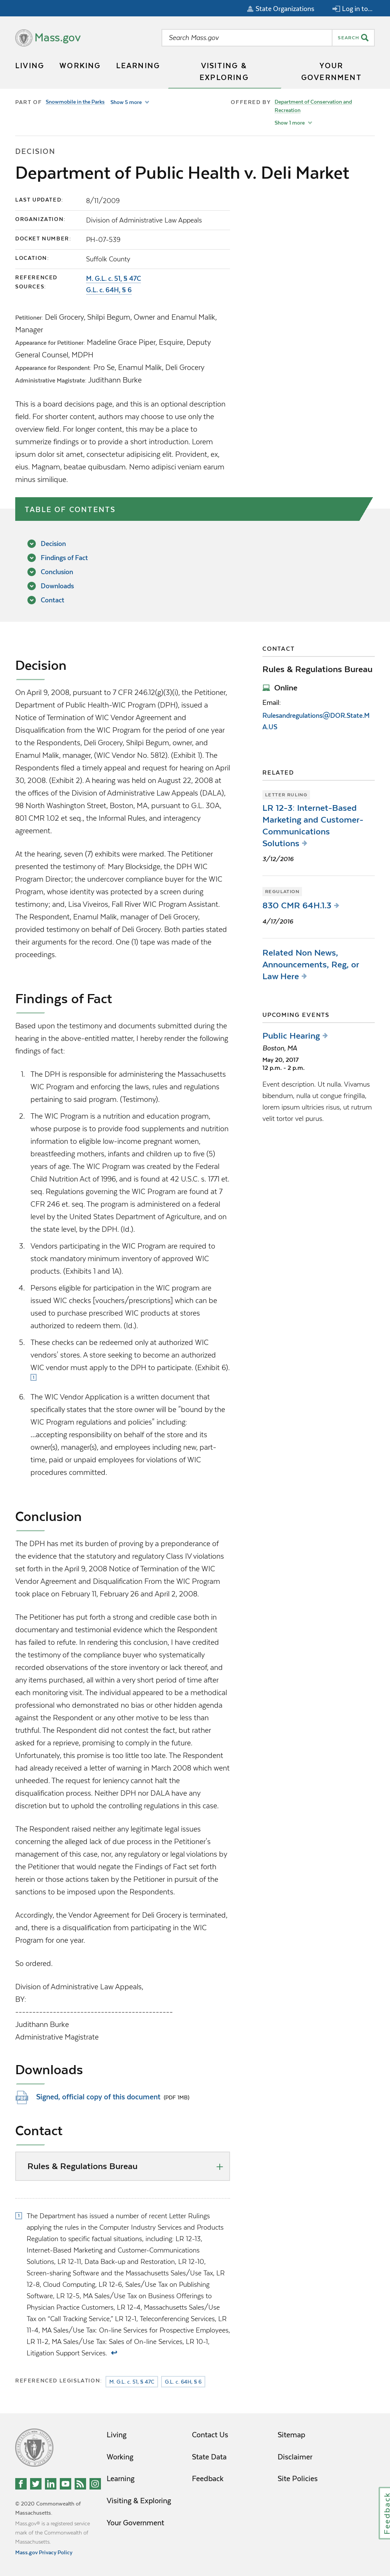 State Organizations
Log in to...
Mass.gov
Search Mass.gov
SEARCH
LIVING
WORKING
LEARNING
VISITING &
EXPLORING
YOUR
GOVERNMENT
PART OF
Snowmobile in the Parks
Show 5 more
OFFERED BY
Department of Conservation and
Recreation
Show 1 more
DECISION
Department of Public Health v. Deli Market
LAST UPDATED:
8/11/2009
ORGANIZATION:
Division of Administrative Law Appeals
DOCKET NUMBER:
PH-07-539
LOCATION:
Suffolk County
REFERENCED
SOURCES:
M. G.L. c. 51, § 47C
G.L. c. 64H, § 6
Petitioner: Deli Grocery, Shilpi Begum, Owner and Enamul Malik,
Manager
Appearance for Petitioner: Madeline Grace Piper, Esquire, Deputy
General Counsel, MDPH
Appearance for Respondent: Pro Se, Enamul Malik, Deli Grocery
Administrative Magistrate: Judithann Burke
This is a board decisions page, and this is an optional description
field. For shorter content, authors may choose to use only the
overview field. For longer content, this may be a place to
summarize findings or to provide an introduction. Lorem
ipsum dolor sit amet, consectetur adipisicing elit. Provident, ex,
eius. Magnam, beatae quibusdam. Nemo adipisci veniam earum
minus similique.
TABLE OF CONTENTS
Decision
Findings of Fact
Conclusion
Downloads
Contact
Decision
On April 9, 2008, pursuant to 7 CFR 246.12(g)(3)(i), the Petitioner,
Department of Public Health-WIC Program (DPH), issued a
Notice of Termination of WIC Vendor Agreement and
Disqualification from the WIC Program for the period of one year
to the Respondents, Deli Grocery, Shilpi Begum, owner, and
Enamul Malik, manager, (WIC Vendor No. 5812). (Exhibit 1). The
Respondents filed a timely appeal and request for hearing on April
30, 2008. (Exhibit 2). A hearing was held on August 22, 2008 at
the offices of the Division of Administrative Law Appeals (DALA),
98 North Washington Street, Boston, MA, pursuant to G.L. 30A,
801 CMR 1.02 et seq., the Informal Rules, and interagency
agreement.
At the hearing, seven (7) exhibits were marked. The Petitioner
presented the testimony of: Mary Blocksidge, the DPH WIC
Program Director; the compliance buyer under contract with the
WIC Program, whose identity was protected by a screen during
testimony; and, Lisa Viveiros, Fall River WIC Program Assistant.
The Respondent, Enamul Malik, manager of Deli Grocery,
provided testimony on behalf of Deli Grocery. Both parties stated
their arguments for the record. One (1) tape was made of the
proceedings.
Findings of Fact
Based upon the testimony and documents submitted during the
hearing in the above-entitled matter, I hereby render the following
findings of fact:
1. The DPH is responsible for administering the Massachusetts
WIC Program and enforcing the laws, rules and regulations
pertaining to said program. (Testimony).
2. The WIC Program is a nutrition and education program,
whose purpose is to provide food supplements and nutrition
information to eligible low-income pregnant women,
breastfeeding mothers, infants and children up to five (5)
years of age. The WIC Program was created by the Federal
Child Nutrition Act of 1996, and is found at 42 U.S.C. s. 1771 et.
seq. Regulations governing the WIC Program are found at 7
CFR 246 et. seq. The program is administered on a federal
level by the United States Department of Agriculture, and on
the state level, by the DPH. (Id.).
3. Vendors participating in the WIC Program are required to
stock mandatory minimum inventory of approved WIC
products. (Exhibits 1 and 1A).
4. Persons eligible for participation in the WIC program are
issued WIC checks [vouchers/prescriptions] which can be
used to purchase prescribed WIC products at stores
authorized to redeem them. (Id.).
5. These checks can be redeemed only at authorized WIC
vendors' stores. A store seeking to become an authorized
WIC vendor must apply to the DPH to participate. (Exhibit 6).
1
6. The WIC Vendor Application is a written document that
specifically states that the store owner will be "bound by the
WIC Program regulations and policies" including:
...accepting responsibility on behalf of the store and its
owner(s), manager(s), and employees including new, part-
time, paid or unpaid employees for violations of WIC
procedures committed.
Conclusion
The DPH has met its burden of proving by a preponderance of
the evidence that the statutory and regulatory Class IV violations
set forth in the April 9, 2008 Notice of Termination of the WIC
Vendor Agreement and Disqualification From the WIC Program
took place on February 11, February 26 and April 2, 2008.
The Petitioner has put forth a strong and credible case both in
documentary and testimonial evidence which the Respondent
has failed to refute. In rendering this conclusion, I have credited
the testimony of the compliance buyer who systematically
recorded observations of the store inventory or lack thereof, and
any items purchased, all within a very short period of time after
each monitoring visit. The individual appeared to be a methodical
professional who demonstrated no bias or other hidden agenda
against the Respondent or any other motive to be less than
truthful. The Respondent did not contest the fact, but rather
asked for a reprieve, promising to comply in the future.
Unfortunately, this promise is too little too late. The Respondent
had already received a letter of warning in March 2008 which went
unheeded. The request for leniency cannot halt the
disqualification process. Neither DPH nor DALA have any
discretion but to uphold the controlling regulations in this case.
The Respondent raised neither any legitimate legal issues
concerning the alleged lack of due process in the Petitioner's
management of this case, nor, any regulatory or legal violations by
the Petitioner that would negate the Findings of Fact set forth
herein or those actions taken by the Petitioner in pursuit of the
sanctions to be imposed upon the Respondents.
Accordingly, the Vendor Agreement for Deli Grocery is terminated,
and, there is a disqualification from participating in the WIC
Program for one year.
So ordered.
Division of Administrative Law Appeals,
BY:
----------------------------------------------
Judithann Burke
Administrative Magistrate
Downloads
Signed, official copy of this document (PDF 1MB)
Contact
Rules & Regulations Bureau
1 The Department has issued a number of recent Letter Rulings
applying the rules in the Computer Industry Services and Products
Regulation to specific factual situations, including: LR 12-13,
Internet-Based Marketing and Customer-Communications
Solutions, LR 12-11, Data Back-up and Restoration, LR 12-10,
Screen-sharing Software and the Massachusetts Sales/Use Tax, LR
12-8, Cloud Computing, LR 12-6, Sales/Use Tax on Publishing
Software, LR 12-5, MA Sales/Use Tax on Business Offerings to
Physician Practice Customers, LR 12-4, Massachusetts Sales/Use
Tax on "Call Tracking Service," LR 12-1, Teleconferencing Services, LR
11-4, MA Sales/Use Tax: On-line Services for Prospective Employees,
LR 11-2, MA Sales/Use Tax: Sales of On-line Services, LR 10-1,
Litigation Support Services.
REFERENCED LEGISLATION:
M. G.L. c. 51, § 47C
G.L. c. 64H, § 6
CONTACT
Rules & Regulations Bureau
Online
Email:
Rulesandregulations@DOR.State.M
A.US
RELATED
LETTER RULING
LR 12-3: Internet-Based
Marketing and Customer-
Communications
Solutions
3/12/2016
REGULATION
830 CMR 64H.1.3
4/17/2016
Related Non News,
Announcements, Reg, or
Law Here
UPCOMING EVENTS
Public Hearing
Boston, MA
May 20, 2017
12 p.m. - 2 p.m.
Event description. Ut nulla. Vivamus
bibendum, nulla ut congue fringilla,
lorem ipsum ultricies risus, ut rutrum
velit tortor vel purus.
Living
Working
Learning
Visiting & Exploring
Your Government
Contact Us
State Data
Feedback
Sitemap
Disclaimer
Site Policies
© 2020 Commonwealth of
Massachusetts.
Mass.gov® is a registered service
mark of the Commonwealth of
Massachusetts.
Mass.gov Privacy Policy
Feedback